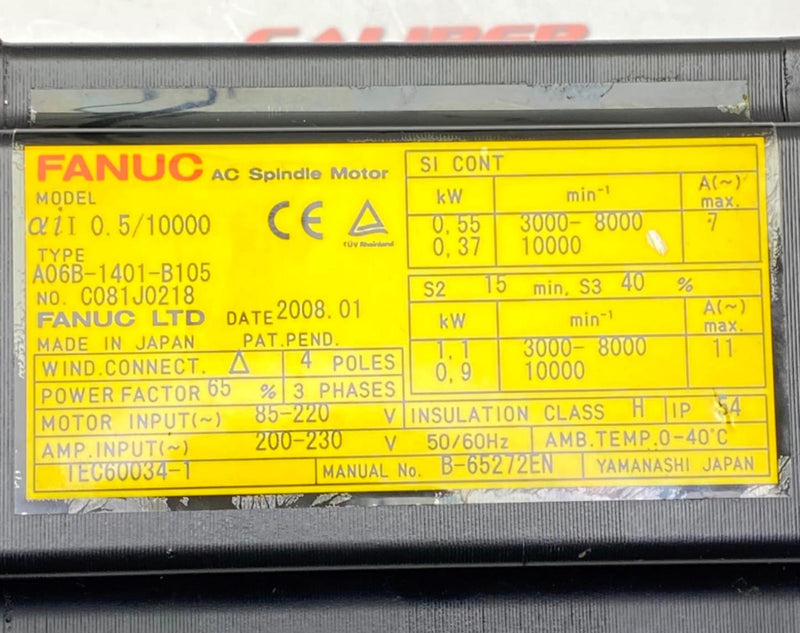 CALIBER
FANUC AC Spindle Motor
MODEL
αiI 0.5/10000
CE TÜV Rheinland
TYPE
A06B-1401-B105
NO. C081J0218
FANUC LTD DATE 2008.01
MADE IN JAPAN PAT.PEND.
WIND.CONNECT. Δ 4 POLES
POWER FACTOR 65 % 3 PHASES
SI CONT
kW min⁻¹ A(~) max.
0,55 3000- 8000 7
0,37 10000
S2 15 min, S3 40 %
kW min⁻¹ A(~) max.
1,1 3000- 8000 11
0,9 10000
MOTOR INPUT(~) 85-220 V INSULATION CLASS H IP 54
AMP.INPUT(~) 200-230 V 50/60Hz AMB.TEMP.0-40°C
IEC60034-1 MANUAL No. B-65272EN YAMANASHI JAPAN